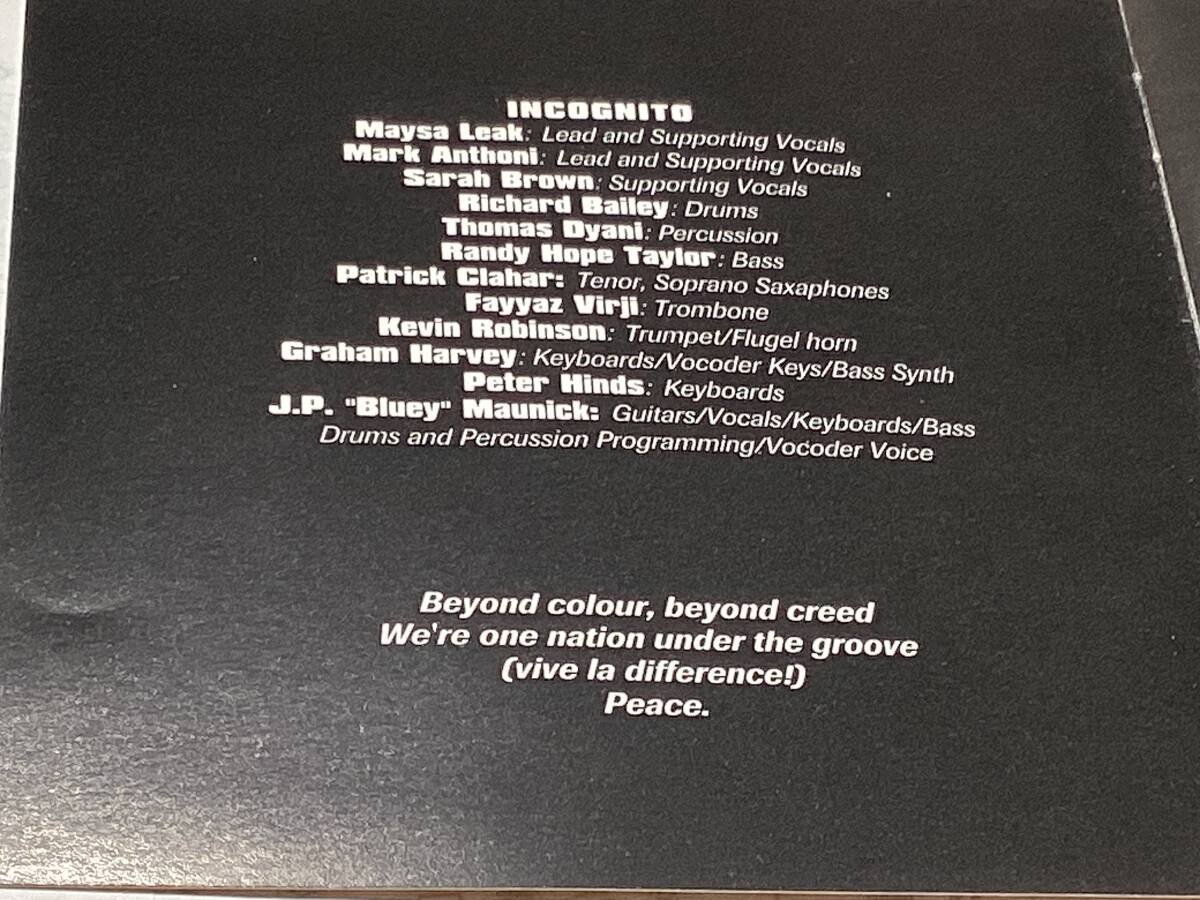 INCOGNITO
Maysa Leak: Lead and Supporting Vocals
Mark Anthoni: Lead and Supporting Vocals
Sarah Brown: Supporting Vocals
Richard Bailey: Drums
Thomas Dyani: Percussion
Randy Hope Taylor: Bass
Patrick Clahar: Tenor, Soprano Saxaphones
Fayyaz Virji: Trombone
Kevin Robinson: Trumpet/Flugel horn
Graham Harvey: Keyboards/Vocoder Keys/Bass Synth
Peter Hinds: Keyboards
J.P. "Bluey" Maunick: Guitars/Vocals/Keyboards/Bass
Drums and Percussion Programming/Vocoder Voice
Beyond colour, beyond creed
We're one nation under the groove
(vive la difference!)
Peace.